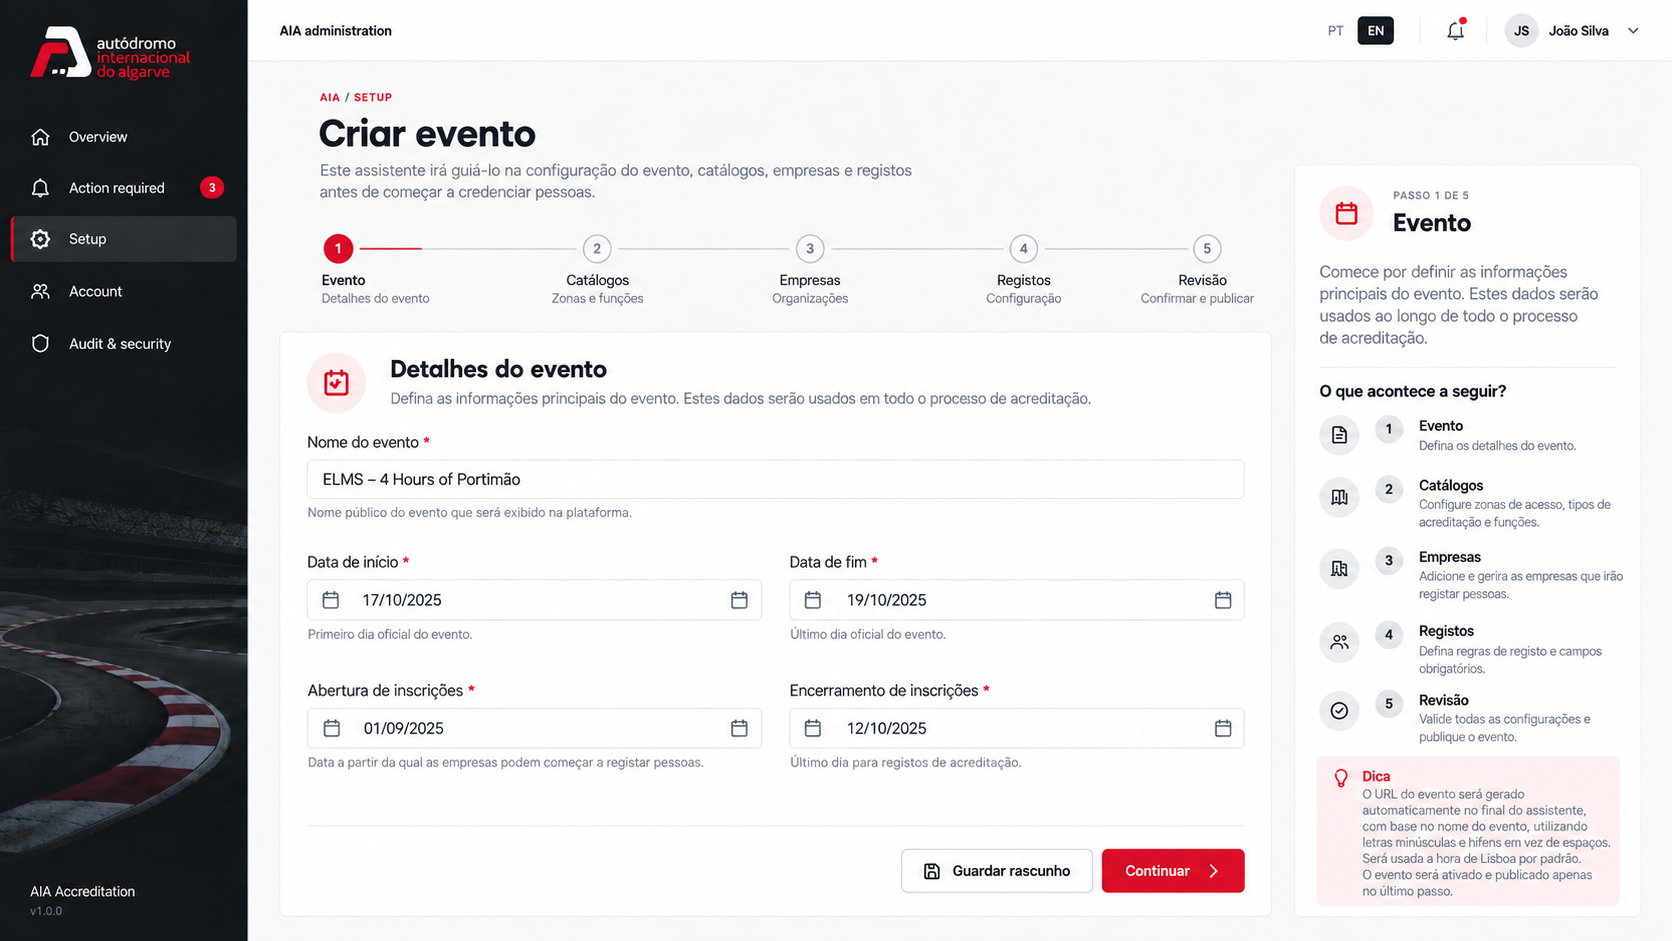 autódromo
internacional
do algarve
Overview
Action required 3
Setup
Account
Audit & security
AIA Accreditation
v1.0.0
AIA administration
PT EN
JS João Silva
AIA / SETUP
Criar evento
Este assistente irá guiá-lo na configuração do evento, catálogos, empresas e registos
antes de começar a credenciar pessoas.
1 2 3 4 5
Evento Catálogos Empresas Registos Revisão
Detalhes do evento Zonas e funções Organizações Configuração Confirmar e publicar
Detalhes do evento
Defina as informações principais do evento. Estes dados serão usados em todo o processo de acreditação.
Nome do evento *
ELMS – 4 Hours of Portimão
Nome público do evento que será exibido na plataforma.
Data de início * Data de fim *
17/10/2025 19/10/2025
Primeiro dia oficial do evento. Último dia oficial do evento.
Abertura de inscrições * Encerramento de inscrições *
01/09/2025 12/10/2025
Data a partir da qual as empresas podem começar a registar pessoas. Último dia para registos de acreditação.
Guardar rascunho Continuar
PASSO 1 DE 5
Evento
Comece por definir as informações
principais do evento. Estes dados serão
usados ao longo de todo o processo
de acreditação.
O que acontece a seguir?
1 Evento
Defina os detalhes do evento.
2 Catálogos
Configure zonas de acesso, tipos de
acreditação e funções.
3 Empresas
Adicione e gerira as empresas que irão
registar pessoas.
4 Registos
Defina regras de registo e campos
obrigatórios.
5 Revisão
Valide todas as configurações e
publique o evento.
Dica
O URL do evento será gerado
automaticamente no final do assistente,
com base no nome do evento, utilizando
letras minúsculas e hífens em vez de espaços.
Será usada a hora de Lisboa por padrão.
O evento será ativado e publicado apenas
no último passo.